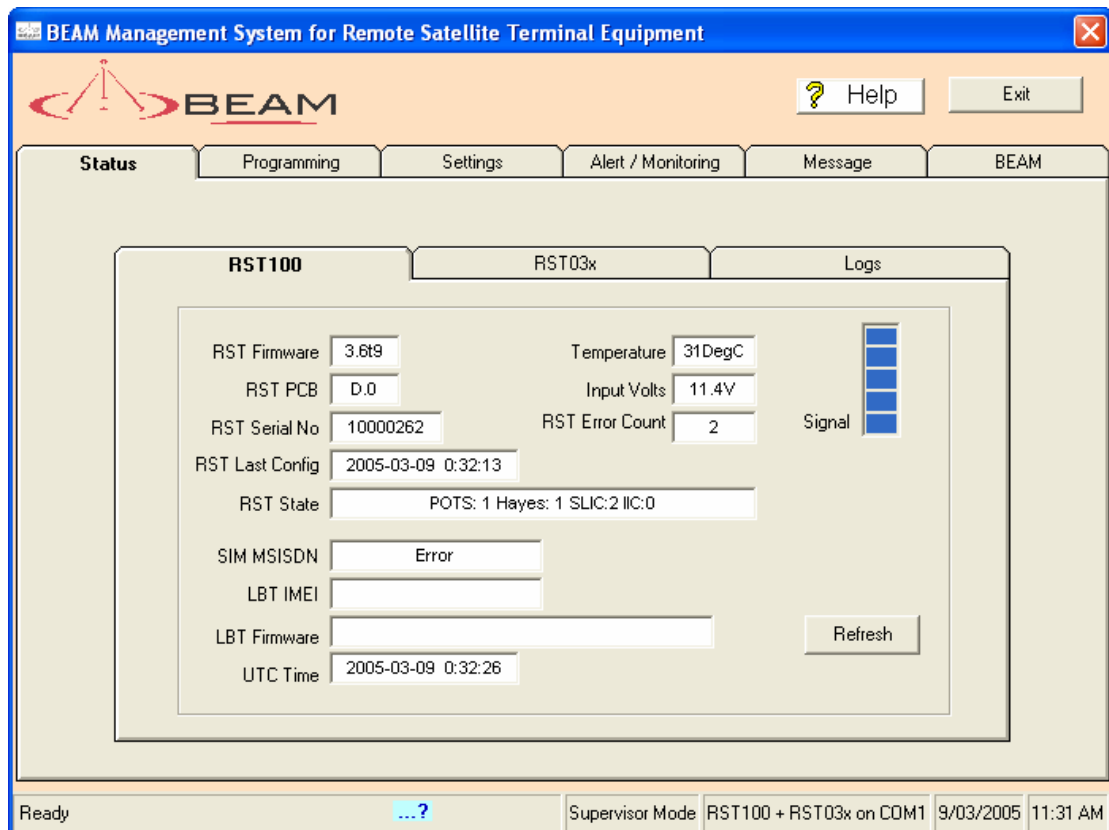 BEAM Management System for Remote Satellite Terminal Equipment
BEAM
? Help
Exit
Status
Programming
Settings
Alert / Monitoring
Message
BEAM
RST100
RST03x
Logs
RST Firmware 3.6t9
Temperature 31DegC
RST PCB D.0
Input Volts 11.4V
RST Serial No 10000262
RST Error Count 2
Signal
RST Last Config 2005-03-09 0:32:13
RST State POTS: 1 Hayes: 1 SLIC:2 IIC:0
SIM MSISDN Error
LBT IMEI
LBT Firmware
Refresh
UTC Time 2005-03-09 0:32:26
Ready
...?
Supervisor Mode
RST100 + RST03x on COM1
9/03/2005
11:31 AM